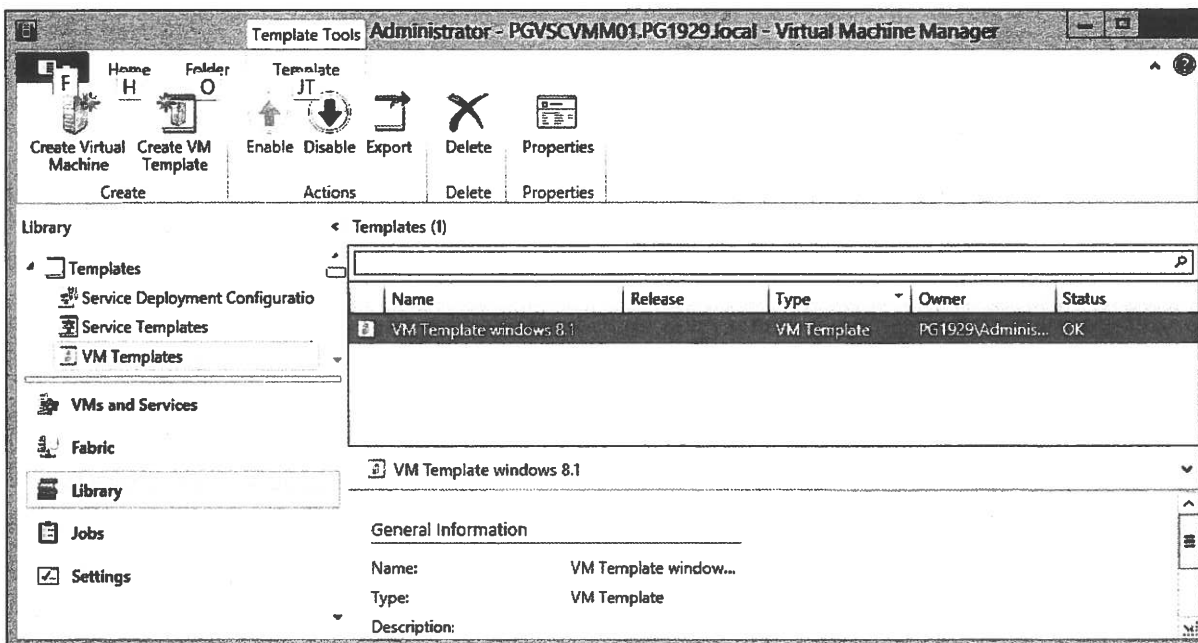 Template Tools Administrator - PGVSCVMM01.PG1929.local - Virtual Machine Manager
Home Folder Template
F H O JT
Create Virtual Machine Create VM Template Enable Disable Export Delete Properties
Create Actions Delete Properties
Library
Templates
Service Deployment Configuratio
Service Templates
VM Templates
VMs and Services
Fabric
Library
Jobs
Settings
Templates (1)
Name Release Type Owner Status
VM Template windows 8.1 VM Template PG1929\Adminis... OK
VM Template windows 8.1
General Information
Name: VM Template window...
Type: VM Template
Description: